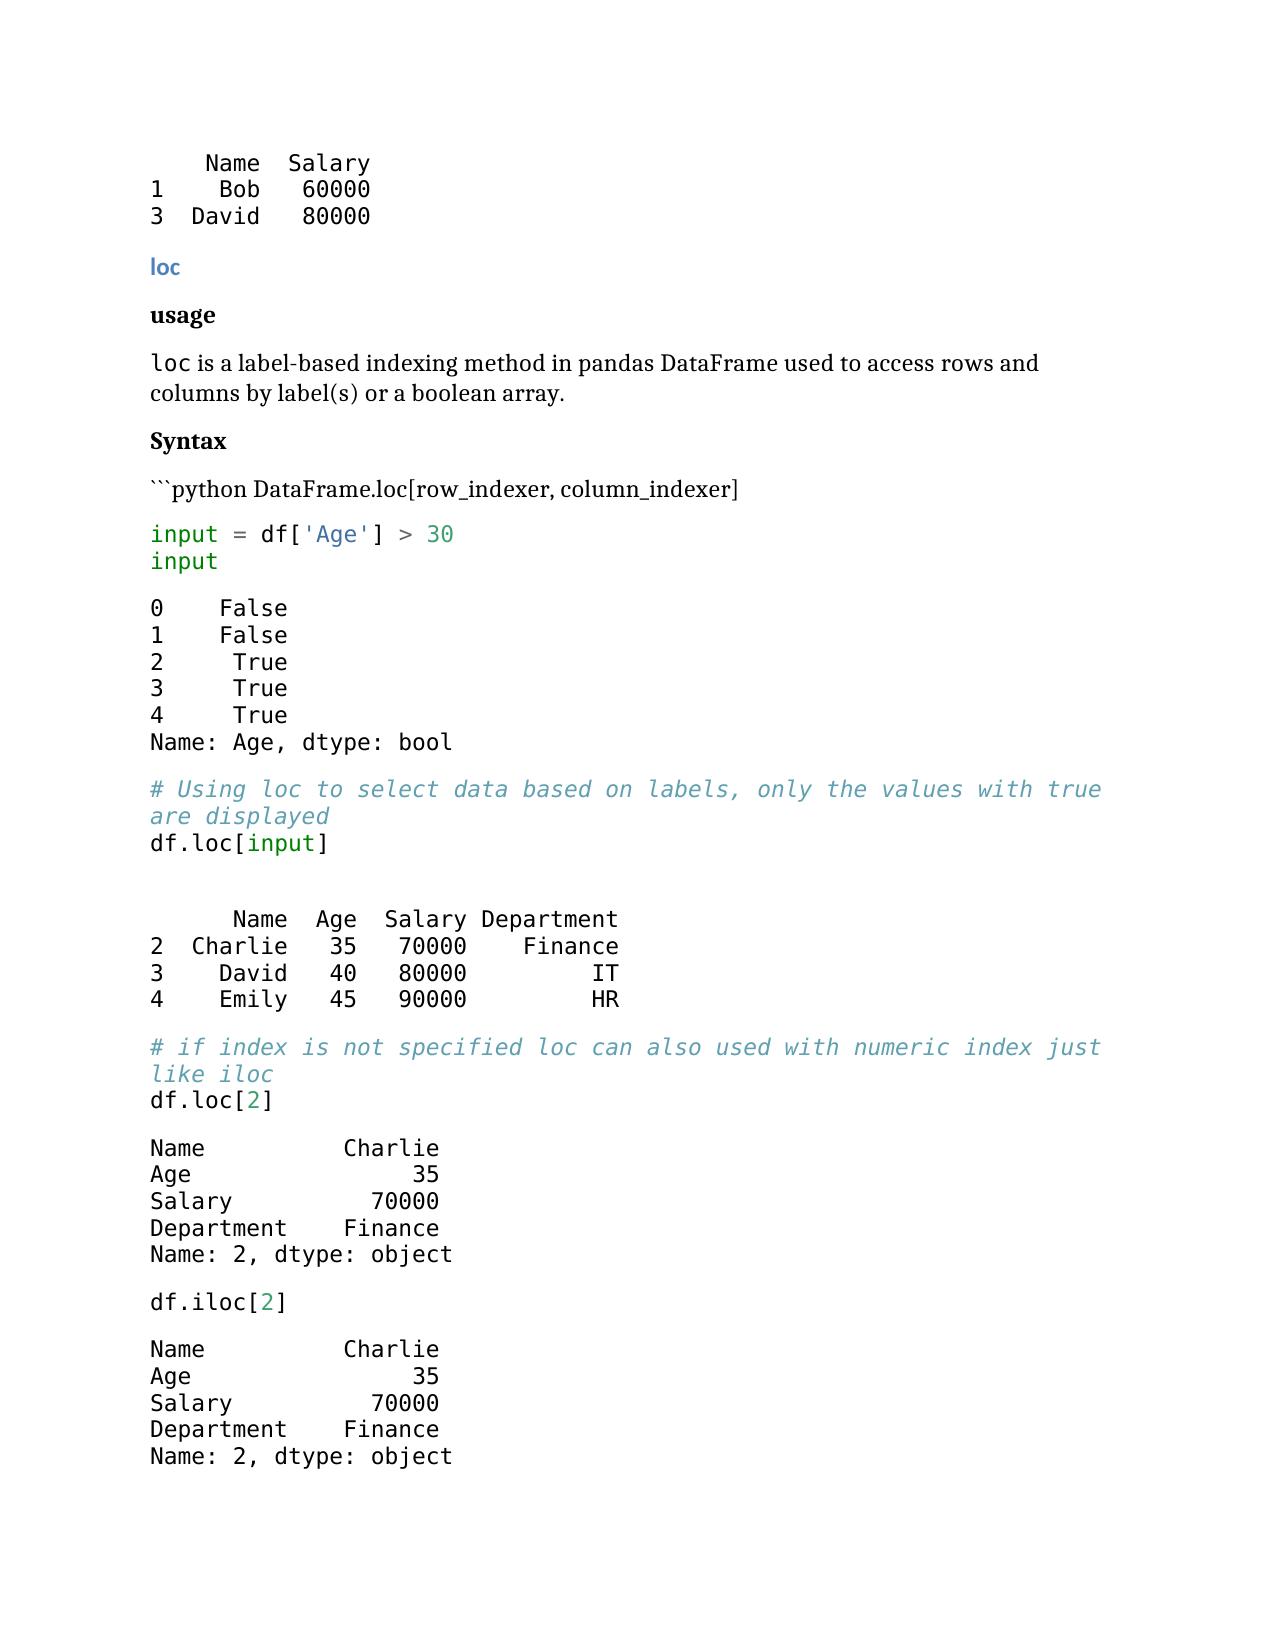 Name  Salary
1    Bob   60000
3  David   80000
loc
usage
loc is a label-based indexing method in pandas DataFrame used to access rows and
columns by label(s) or a boolean array.
Syntax
```python DataFrame.loc[row_indexer, column_indexer]
input = df['Age'] > 30
input
0    False
1    False
2     True
3     True
4     True
Name: Age, dtype: bool
# Using loc to select data based on labels, only the values with true
are displayed
df.loc[input]
      Name  Age  Salary Department
2  Charlie   35   70000    Finance
3    David   40   80000         IT
4    Emily   45   90000         HR
# if index is not specified loc can also used with numeric index just
like iloc
df.loc[2]
Name          Charlie
Age                35
Salary          70000
Department    Finance
Name: 2, dtype: object
df.iloc[2]
Name          Charlie
Age                35
Salary          70000
Department    Finance
Name: 2, dtype: object